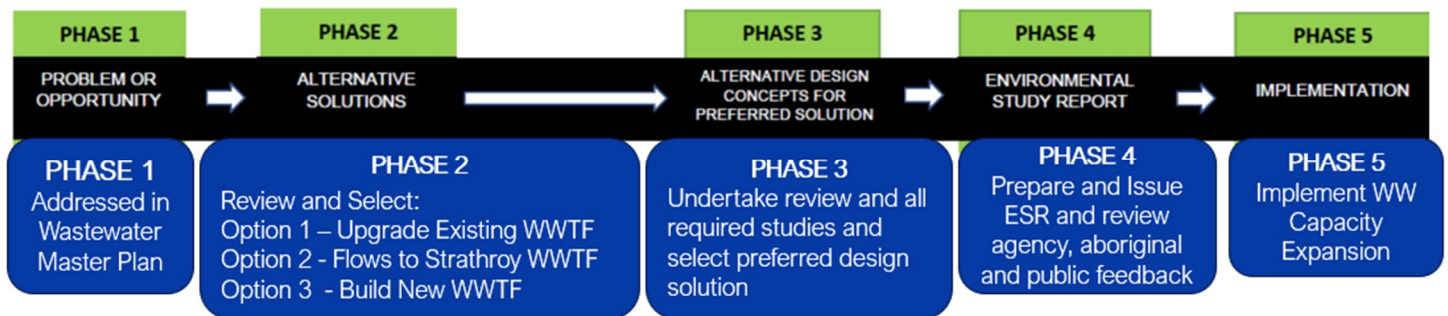 PHASE 1
PHASE 2
PHASE 3
PHASE 4
PHASE 5
PROBLEM OR
OPPORTUNITY
ALTERNATIVE
SOLUTIONS
ALTERNATIVE DESIGN
CONCEPTS FOR
PREFERRED SOLUTION
ENVIRONMENTAL
STUDY REPORT
IMPLEMENTATION
PHASE 1
Addressed in
Wastewater
Master Plan
PHASE 2
Review and Select:
Option 1 – Upgrade Existing WWTF
Option 2 - Flows to Strathroy WWTF
Option 3 - Build New WWTF
PHASE 3
Undertake review and all
required studies and
select preferred design
solution
PHASE 4
Prepare and Issue
ESR and review
agency, aboriginal
and public feedback
PHASE 5
Implement WW
Capacity
Expansion